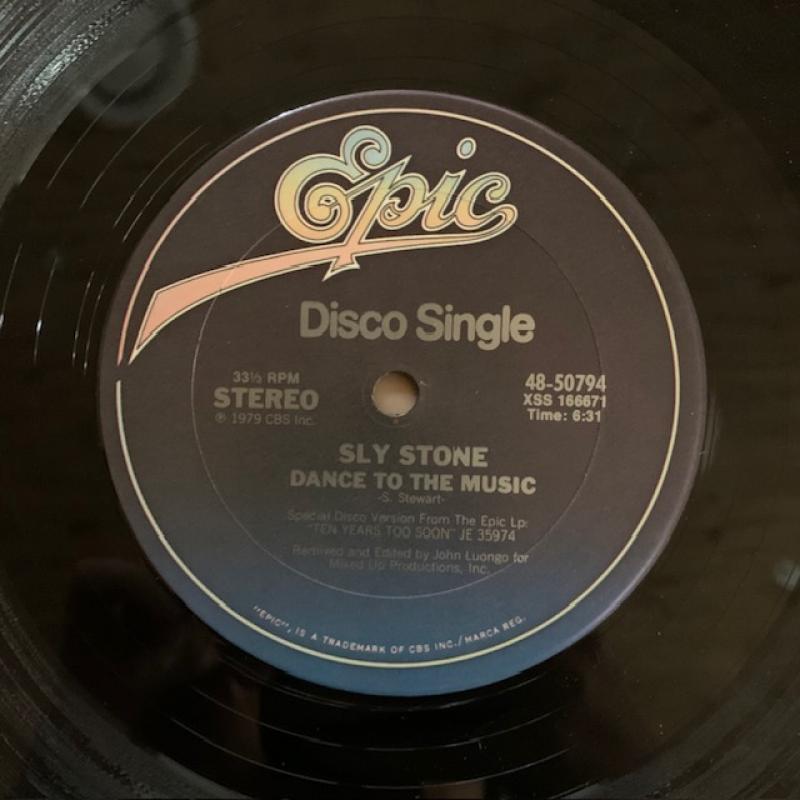 Epic
Disco Single
33⅓ RPM
STEREO
℗ 1979 CBS Inc.
48-50794
XSS 166671
Time: 6:31
SLY STONE
DANCE TO THE MUSIC
-S. Stewart-
Special Disco Version From The Epic Lp:
"TEN YEARS TOO SOON" JE 35974
Remixed and Edited by John Luongo for
Mixed Up Productions, Inc.
"EPIC", IS A TRADEMARK OF CBS INC./MARCA REG.